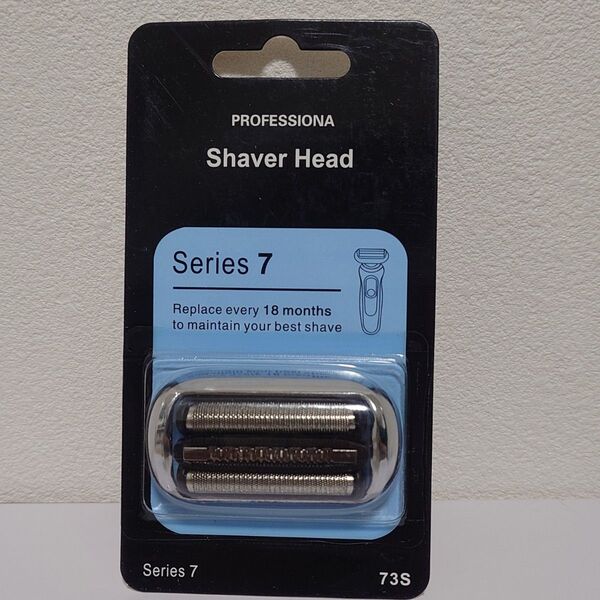 PROFESSIONA
Shaver Head
Series 7
Replace every 18 months
to maintain your best shave
Series 7
73S